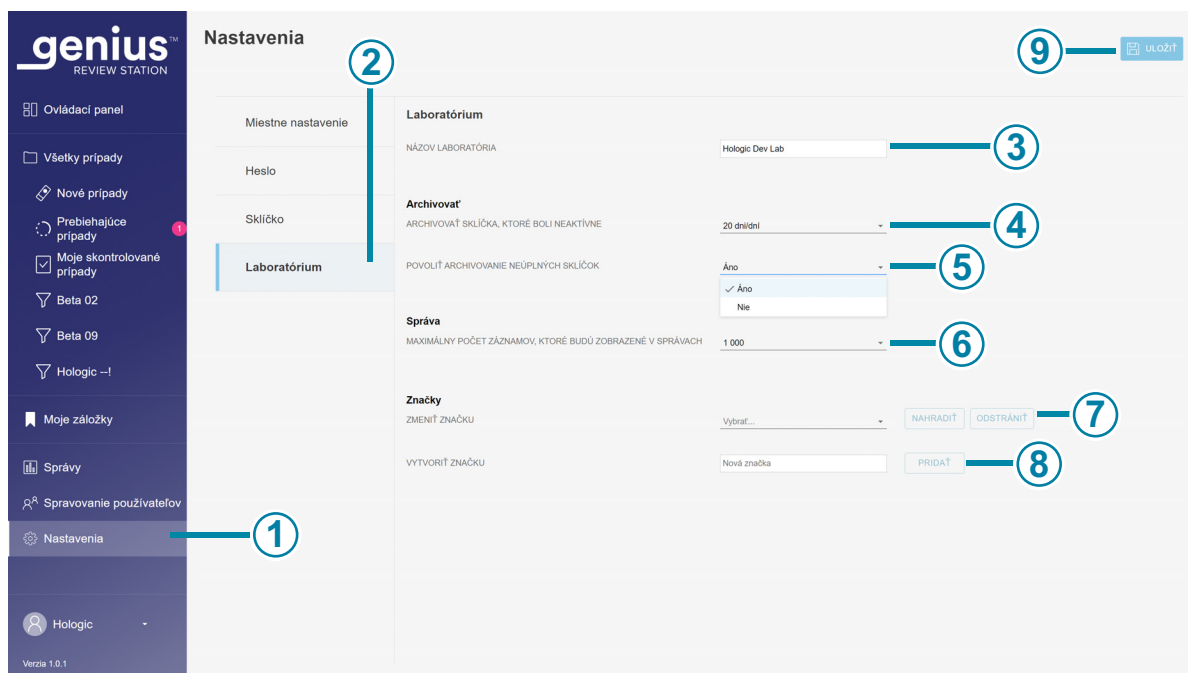 genius™
REVIEW STATION
Ovládací panel
Všetky prípady
Nové prípady
Prebiehajúce
prípady
1
Moje skontrolované
prípady
Beta 02
Beta 09
Hologic --!
Moje záložky
Správy
Spravovanie používateľov
Nastavenia
1
Hologic
Verzia 1.0.1
Nastavenia
2
9
ULOŽIŤ
Miestne nastavenie
Heslo
Sklíčko
Laboratórium
Laboratórium
NÁZOV LABORATÓRIA
Hologic Dev Lab
3
Archivovať
ARCHIVOVAŤ SKLÍČKA, KTORÉ BOLI NEAKTÍVNE
20 dni/dní
4
POVOLIŤ ARCHIVOVANIE NEÚPLNÝCH SKLÍČOK
Áno
5
Áno
Nie
Správa
MAXIMÁLNY POČET ZÁZNAMOV, KTORÉ BUDÚ ZOBRAZENÉ V SPRÁVACH
1 000
6
Značky
ZMENIŤ ZNAČKU
Vybrať...
NAHRADIŤ
ODSTRÁNIŤ
7
VYTVORIŤ ZNAČKU
Nová značka
PRIDAŤ
8